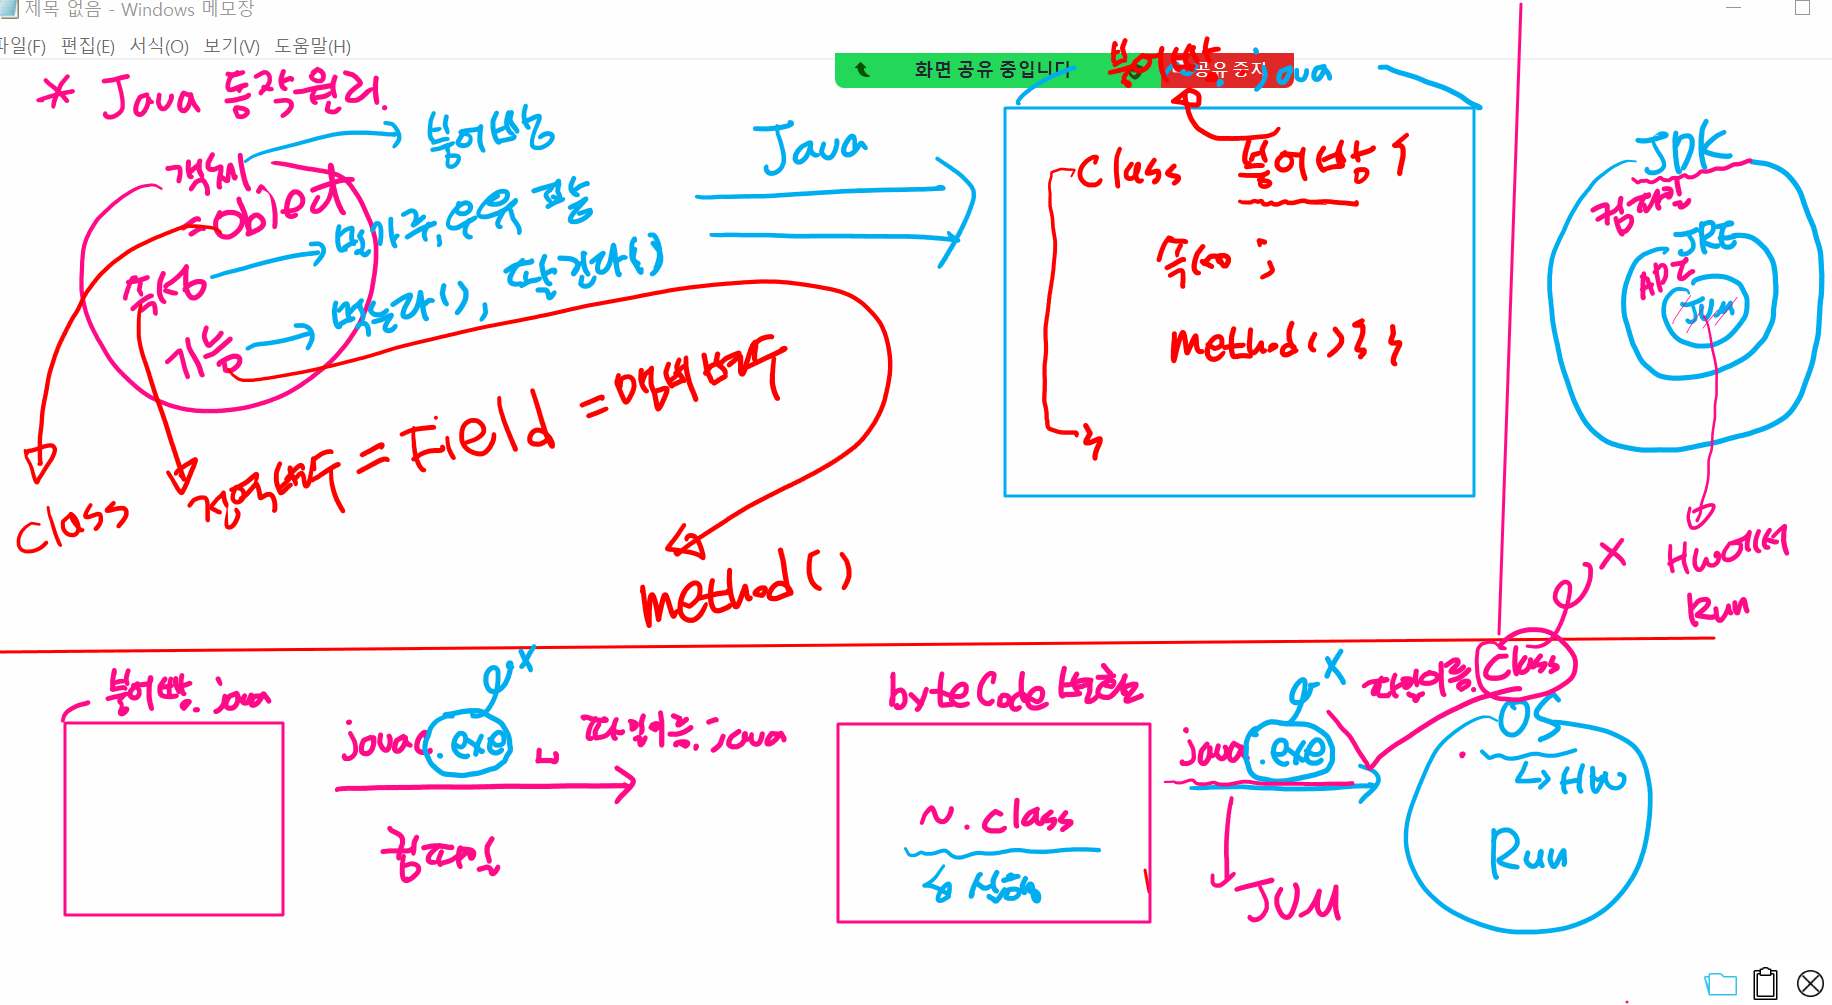 제목 없음 - Windows 메모장
파일(F) 편집(E) 서식(O) 보기(V) 도움말(H)
화면 공유 중입니다
공유 중지
* Java 동작원리.
객체 붕어빵
=Object
속성 밀가루, 우유, 팥
기능 먹는다(), 팔린다()
class 전역변수 = Field = 멤버변수
method()
Java
붕어빵.java
class 붕어빵 {
속성 ;
method(){ }
}
JDK
컴파일
JRE
API
JVM
HW에서
Run
붕어빵.java
javac.exe ␣ 파일이름.java
x
컴파일
byteCode 변환
~.class
↳ 실행
java.exe 파일이름.class
x
x
JVM
OS
↳ HW
Run